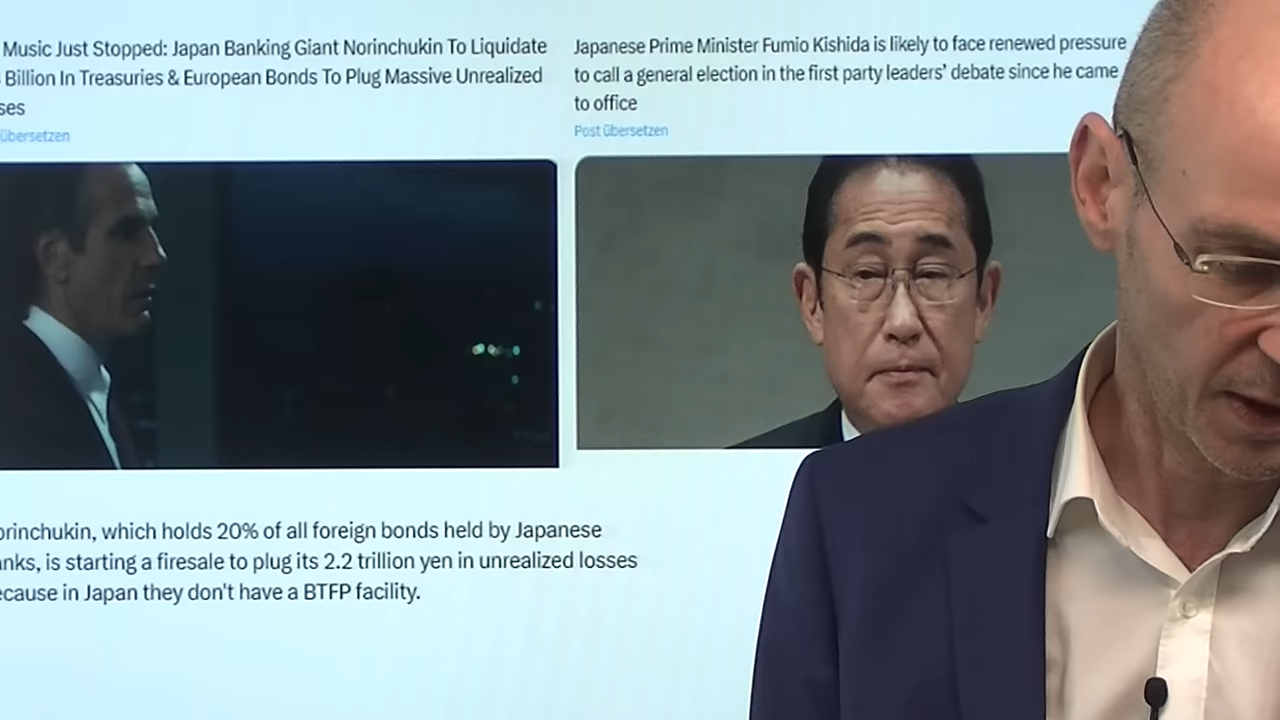 Music Just Stopped: Japan Banking Giant Norinchukin To Liquidate
Billion In Treasuries & European Bonds To Plug Massive Unrealized
ses
übersetzen
Japanese Prime Minister Fumio Kishida is likely to face renewed pressure
to call a general election in the first party leaders’ debate since he came
to office
Post übersetzen
orinchukin, which holds 20% of all foreign bonds held by Japanese
anks, is starting a firesale to plug its 2.2 trillion yen in unrealized losses
ecause in Japan they don't have a BTFP facility.